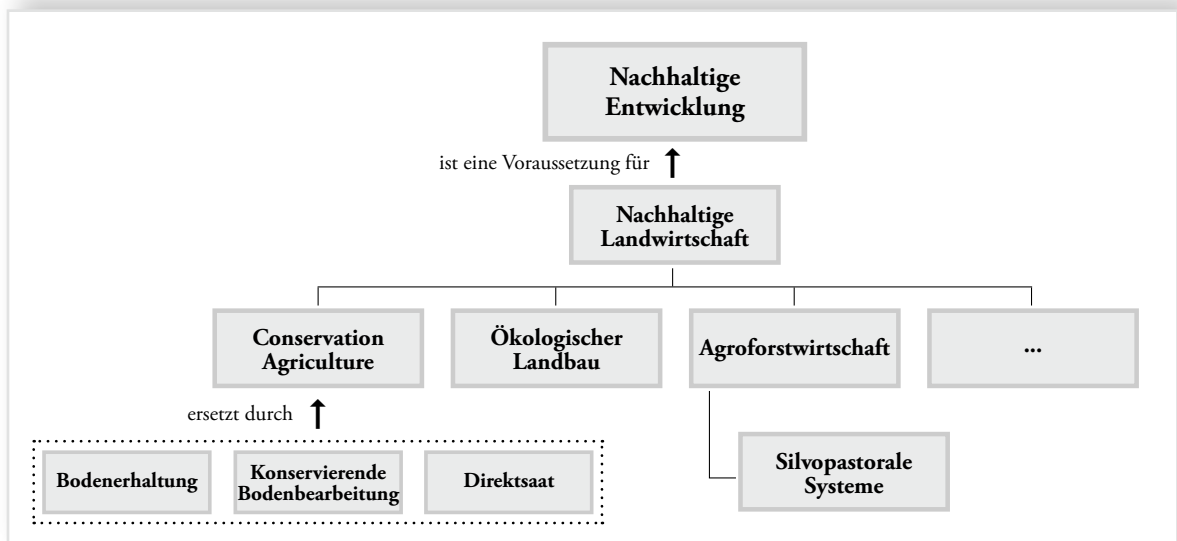 Nachhaltige
Entwicklung
ist eine Voraussetzung für
Nachhaltige
Landwirtschaft
Conservation
Agriculture
Ökologischer
Landbau
Agroforstwirtschaft
...
ersetzt durch
Bodenerhaltung
Konservierende
Bodenbearbeitung
Direktsaat
Silvopastorale
Systeme